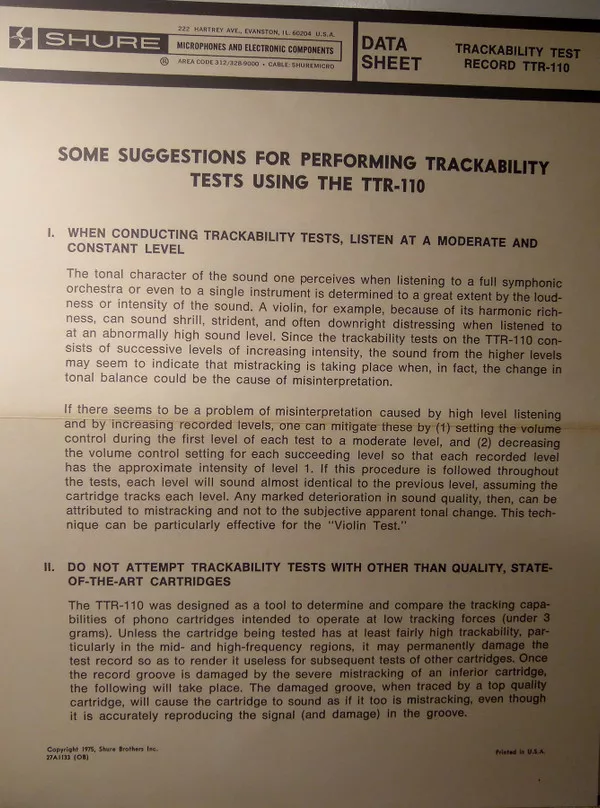 SHURE
®
222 HARTREY AVE., EVANSTON, IL. 60204 U.S.A.
MICROPHONES AND ELECTRONIC COMPONENTS
AREA CODE 312/328-9000 • CABLE: SHUREMICRO
DATA
SHEET
TRACKABILITY TEST
RECORD TTR-110
SOME SUGGESTIONS FOR PERFORMING TRACKABILITY
TESTS USING THE TTR-110
I. WHEN CONDUCTING TRACKABILITY TESTS, LISTEN AT A MODERATE AND
CONSTANT LEVEL
The tonal character of the sound one perceives when listening to a full symphonic
orchestra or even to a single instrument is determined to a great extent by the loud-
ness or intensity of the sound. A violin, for example, because of its harmonic rich-
ness, can sound shrill, strident, and often downright distressing when listened to
at an abnormally high sound level. Since the trackability tests on the TTR-110 con-
sists of successive levels of increasing intensity, the sound from the higher levels
may seem to indicate that mistracking is taking place when, in fact, the change in
tonal balance could be the cause of misinterpretation.
If there seems to be a problem of misinterpretation caused by high level listening
and by increasing recorded levels, one can mitigate these by (1) setting the volume
control during the first level of each test to a moderate level, and (2) decreasing
the volume control setting for each succeeding level so that each recorded level
has the approximate intensity of level 1. If this procedure is followed throughout
the tests, each level will sound almost identical to the previous level, assuming the
cartridge tracks each level. Any marked deterioration in sound quality, then, can be
attributed to mistracking and not to the subjective apparent tonal change. This tech-
nique can be particularly effective for the "Violin Test."
II. DO NOT ATTEMPT TRACKABILITY TESTS WITH OTHER THAN QUALITY, STATE-
OF-THE-ART CARTRIDGES
The TTR-110 was designed as a tool to determine and compare the tracking capa-
bilities of phono cartridges intended to operate at low tracking forces (under 3
grams). Unless the cartridge being tested has at least fairly high trackability, par-
ticularly in the mid- and high-frequency regions, it may permanently damage the
test record so as to render it useless for subsequent tests of other cartridges. Once
the record groove is damaged by the severe mistracking of an inferior cartridge,
the following will take place. The damaged groove, when traced by a top quality
cartridge, will cause the cartridge to sound as if it too is mistracking, even though
it is accurately reproducing the signal (and damage) in the groove.
Copyright 1975, Shure Brothers Inc.
27A1135 (OB)
Printed in U.S.A.